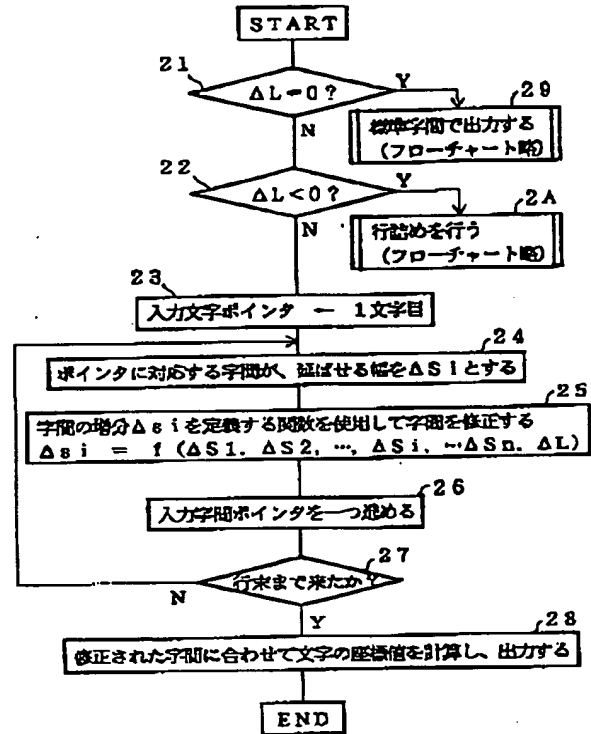 START
21
ΔL=0?
Y
29
標準字間で出力する
(フローチャート略)
N
22
ΔL<0?
Y
2A
行詰めを行う
(フローチャート略)
N
23
入力文字ポインタ ← 1文字目
24
ポインタに対応する字間が、延ばせる幅をΔSiとする
25
字間の増分Δsiを定義する関数を使用して字間を修正する
Δsi = f(ΔS1, ΔS2, …, ΔSi, …ΔSn, ΔL)
26
入力字間ポインタを一つ進める
27
行末まで来たか?
N
Y
28
修正された字間に合わせて文字の座標値を計算し、出力する
END